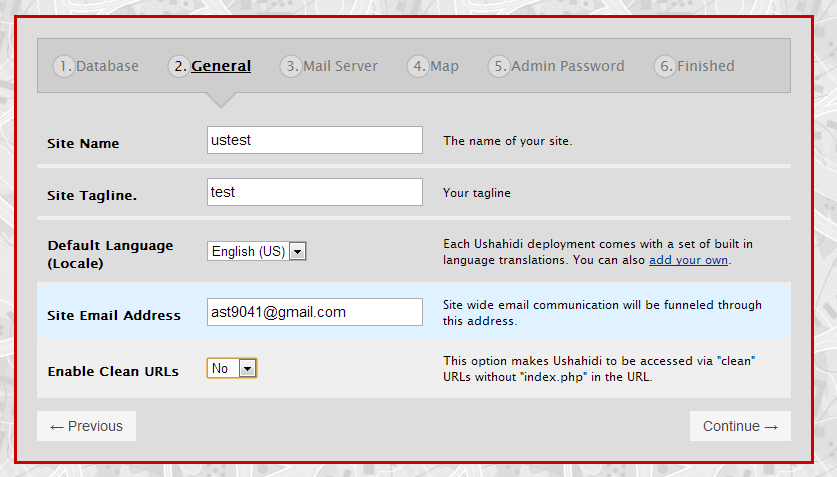 1. Database 2. General 3. Mail Server 4. Map 5. Admin Password 6. Finished
Site Name ustest The name of your site.
Site Tagline. test Your tagline
Default Language (Locale) English (US) Each Ushahidi deployment comes with a set of built in
language translations. You can also add your own.
Site Email Address ast9041@gmail.com Site wide email communication will be funneled through
this address.
Enable Clean URLs No This option makes Ushahidi to be accessed via "clean"
URLs without "index.php" in the URL.
← Previous Continue →